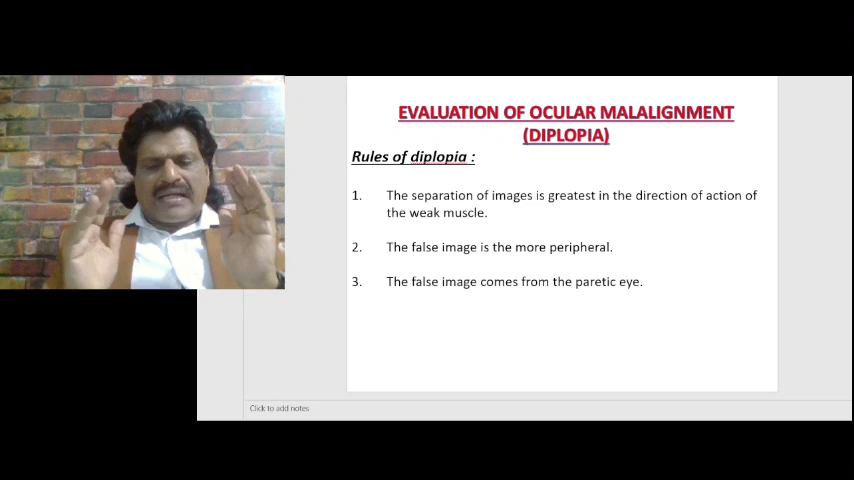 EVALUATION OF OCULAR MALALIGNMENT
(DIPLOPIA)
Rules of diplopia :
1. The separation of images is greatest in the direction of action of
the weak muscle.
2. The false image is the more peripheral.
3. The false image comes from the paretic eye.
Click to add notes